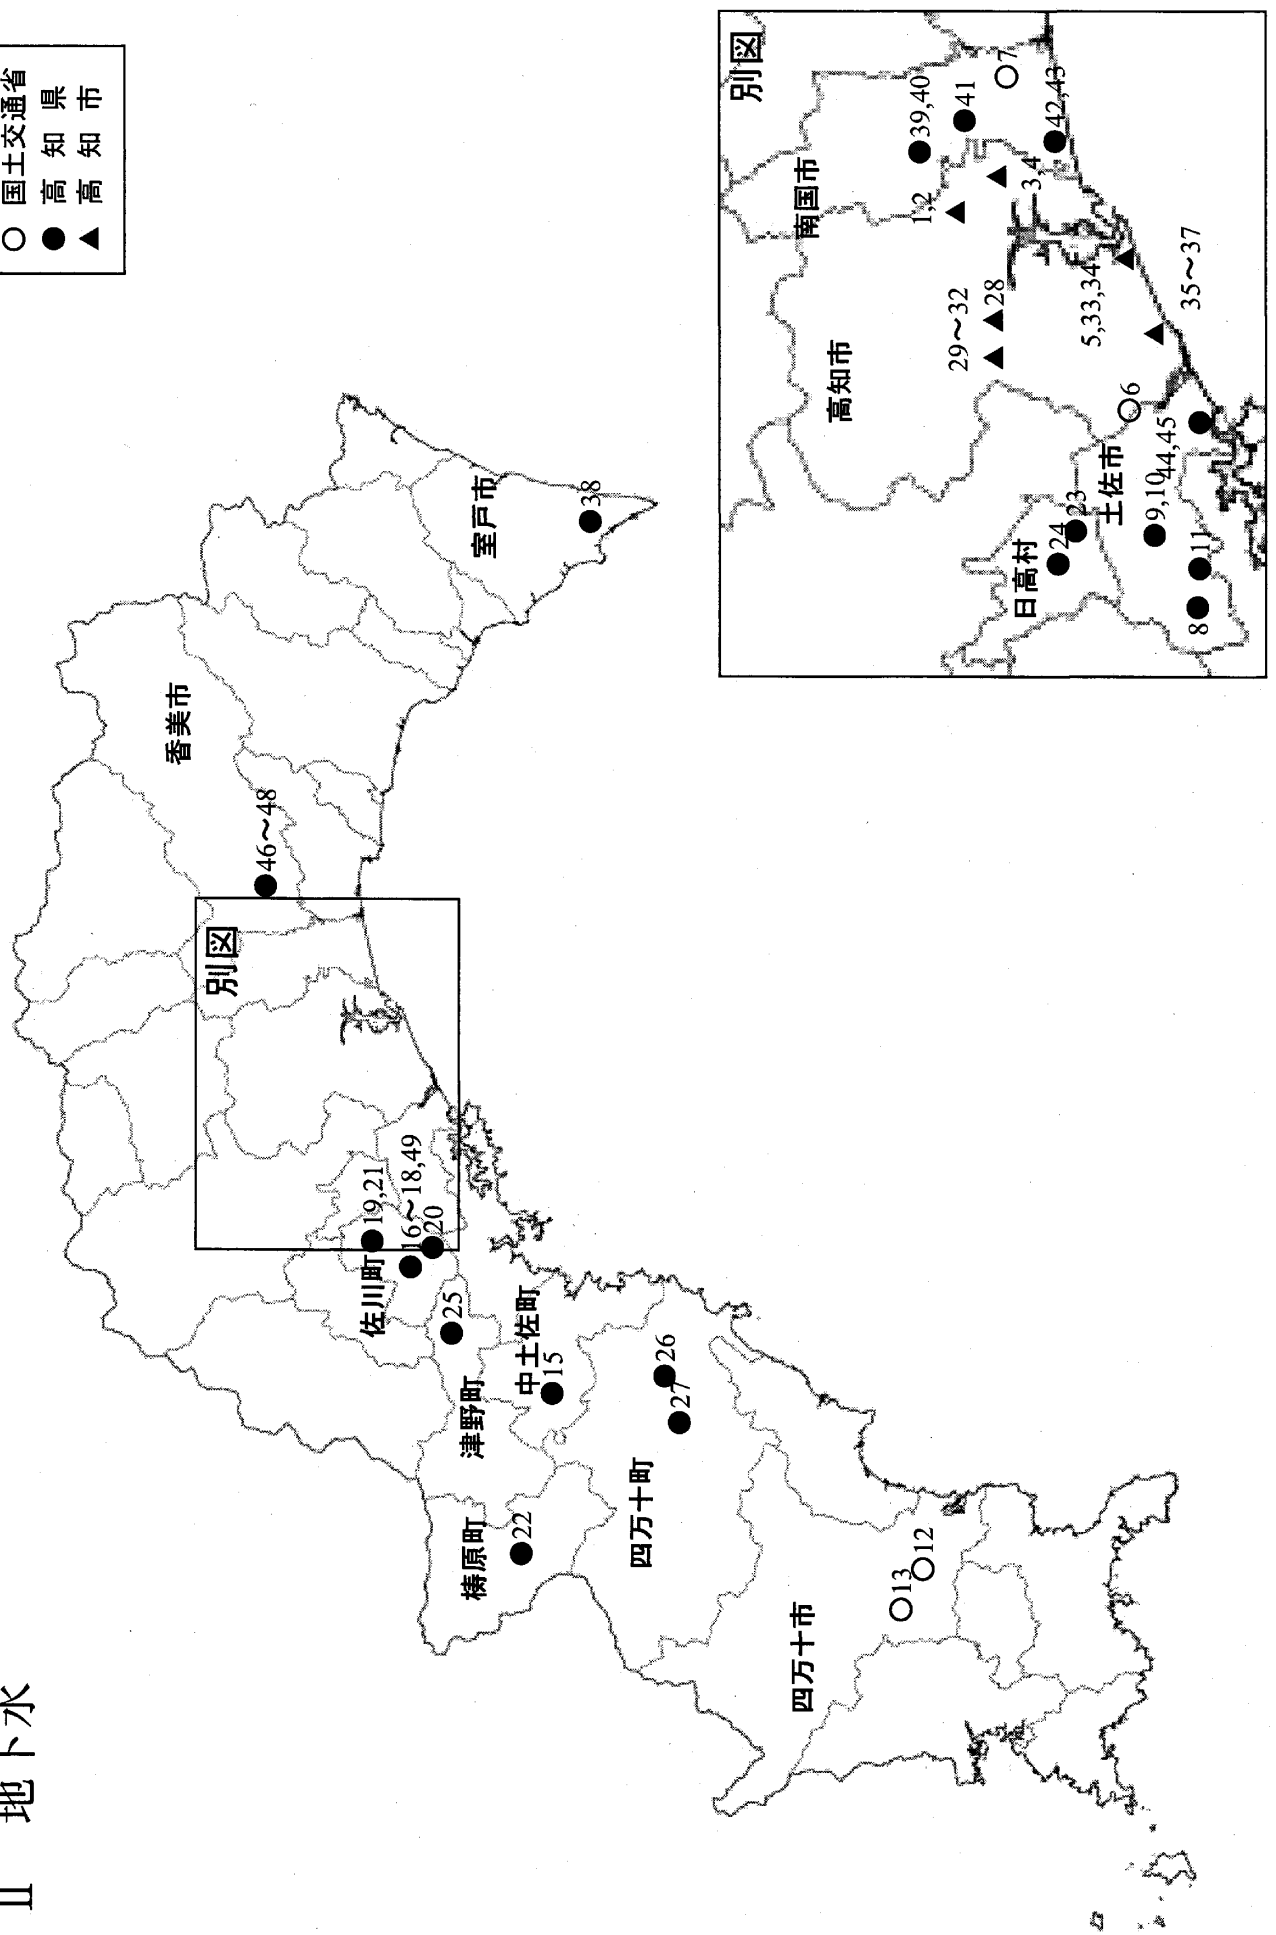 II 地下水
○ 国土交通省
● 高知県
▲ 高知市
香美市
46～48
別図
室戸市
38
19,21
佐川町
16～18,49
20
25
津野町
中土佐町
15
26
27
梼原町
22
四万十町
四万十市
13
12
別図
南国市
39,40
41
7
42,43
1,2
3,4
高知市
29～32
28
5,33,34
35～37
6
土佐市
44,45
日高村
24
23
9,10
11
8